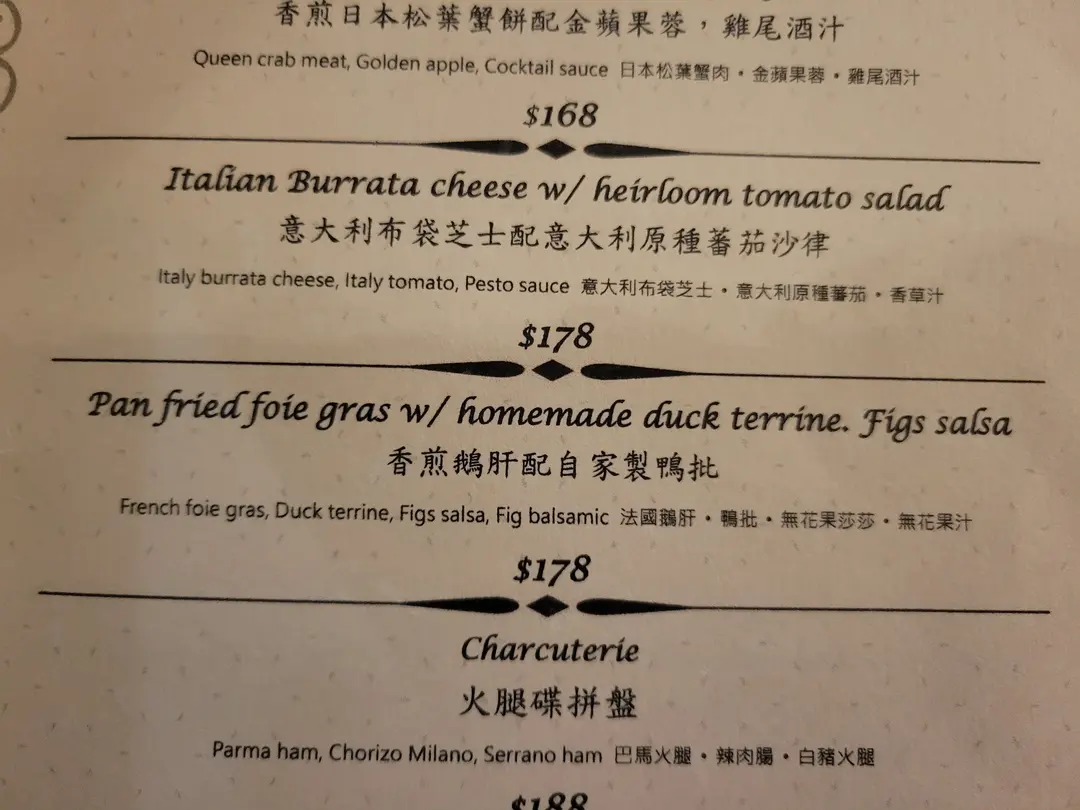 香煎日本松葉蟹餅配金蘋果蓉，雞尾酒汁
Queen crab meat, Golden apple, Cocktail sauce 日本松葉蟹肉・金蘋果蓉・雞尾酒汁
$168
Italian Burrata cheese w/ heirloom tomato salad
意大利布袋芝士配意大利原種蕃茄沙律
Italy burrata cheese, Italy tomato, Pesto sauce 意大利布袋芝士・意大利原種蕃茄・香草汁
$178
Pan fried foie gras w/ homemade duck terrine. Figs salsa
香煎鵝肝配自家製鴨批
French foie gras, Duck terrine, Figs salsa, Fig balsamic 法國鵝肝・鴨批・無花果莎莎・無花果汁
$178
Charcuterie
火腿碟拼盤
Parma ham, Chorizo Milano, Serrano ham 巴馬火腿・辣肉腸・白豬火腿
$188